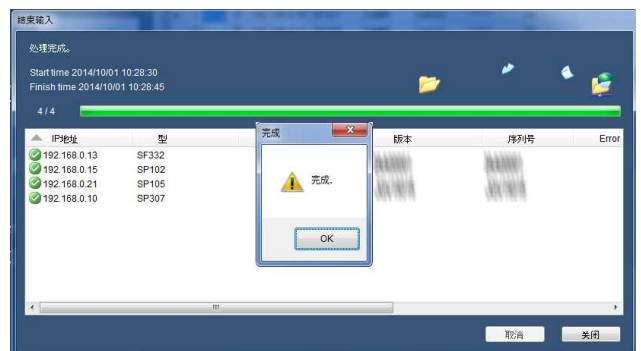 結束输入
处理完成。
Start time 2014/10/01 10:28:30
Finish time 2014/10/01 10:28:45
4 / 4
IP地址 型 版本 序列号 Error
192.168.0.13 SF332
192.168.0.15 SP102
192.168.0.21 SP105
192.168.0.10 SP307
完成
完成.
OK
取消 关闭